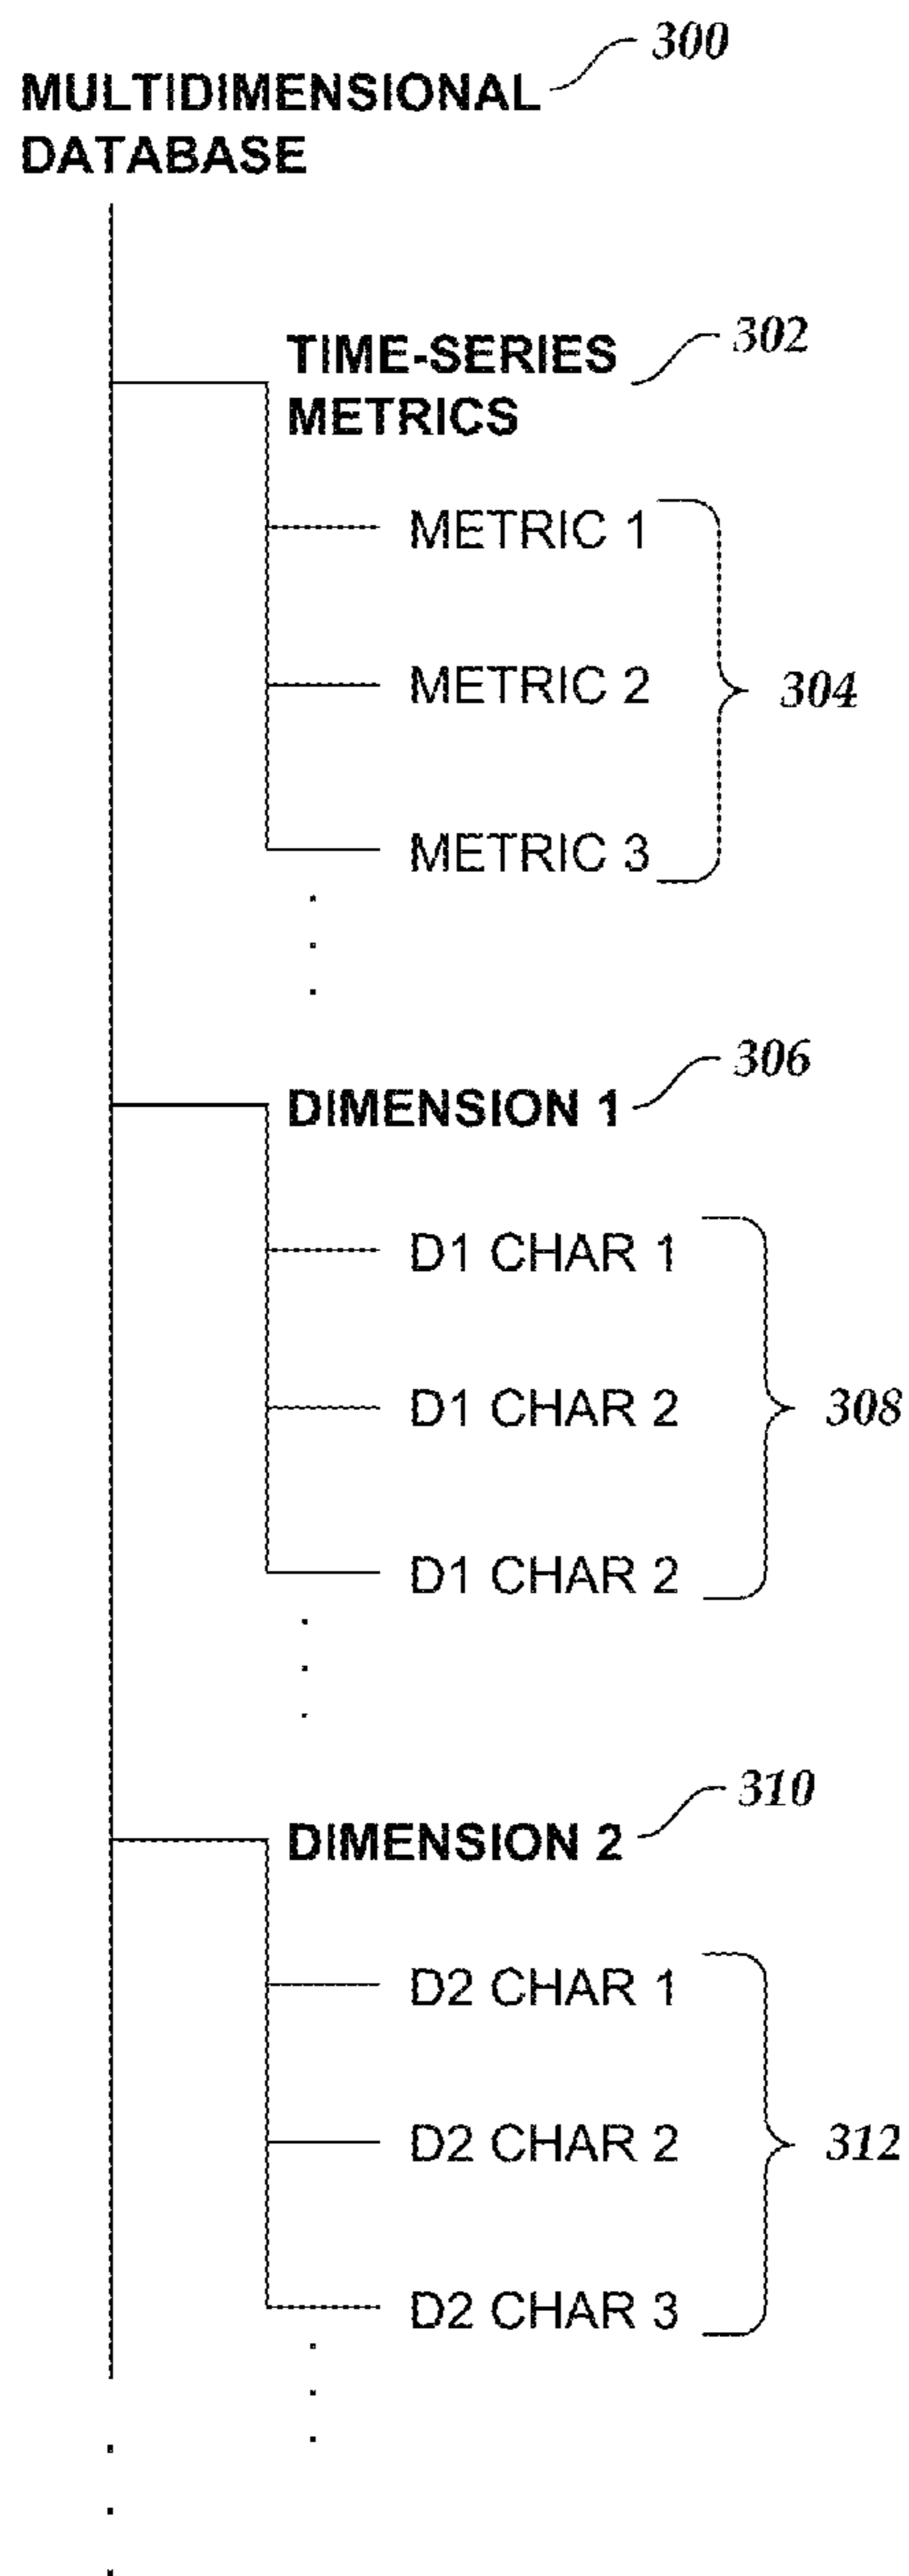 300
MULTIDIMENSIONAL
DATABASE
302
TIME-SERIES
METRICS
METRIC 1
METRIC 2
304
METRIC 3
306
DIMENSION 1
D1 CHAR 1
D1 CHAR 2
308
D1 CHAR 2
310
DIMENSION 2
D2 CHAR 1
D2 CHAR 2
312
D2 CHAR 3